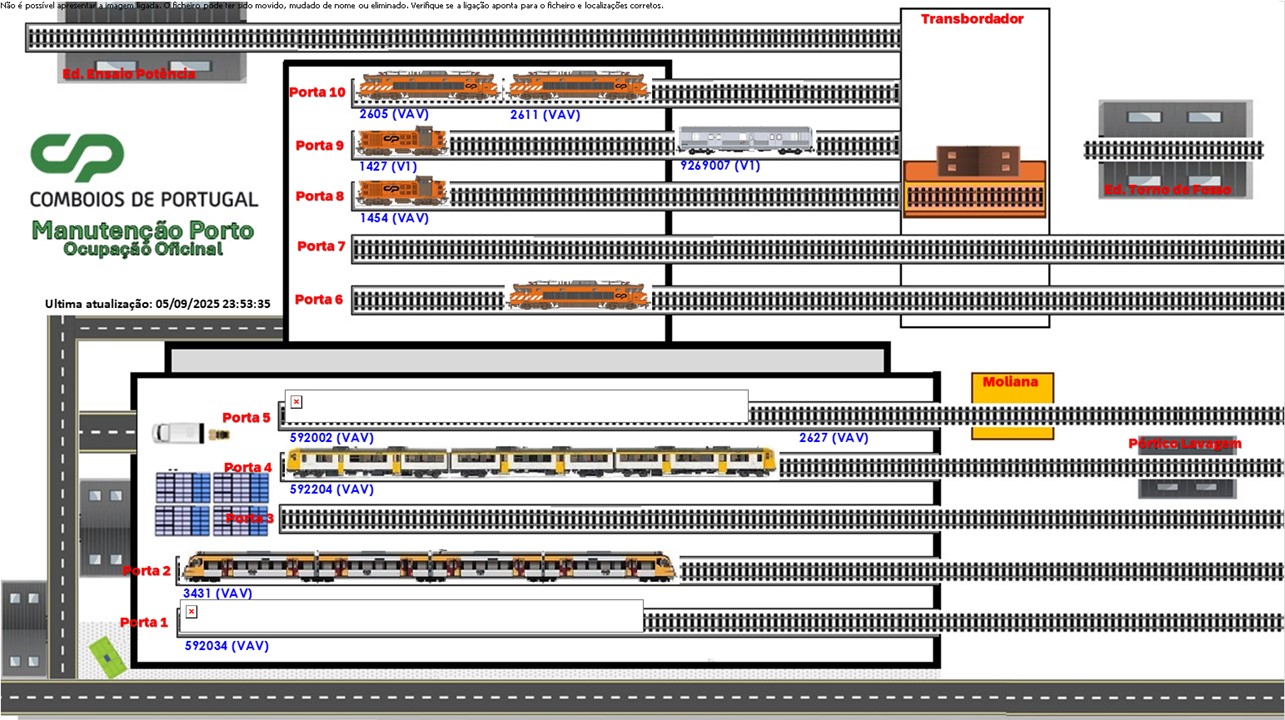 Não é possível apresentar a imagem ligada. O ficheiro pode ter sido movido, mudado de nome ou eliminado. Verifique se a ligação aponta para o ficheiro e localizações corretos.
Transbordador
Ed. Ensaio Potência
Porta 10
2605 (VAV)
2611 (VAV)
Porta 9
1427 (V1)
9269007 (V1)
Porta 8
1454 (VAV)
Ed. Torno de Fosso
CP
COMBOIOS DE PORTUGAL
Manutenção Porto
Ocupação Oficinal
Porta 7
Ultima atualização: 05/09/2025 23:53:35
Porta 6
Moliana
Porta 5
592002 (VAV)
2627 (VAV)
Pórtico Lavagem
Porta 4
592204 (VAV)
Porta 3
Porta 2
3431 (VAV)
Porta 1
592034 (VAV)